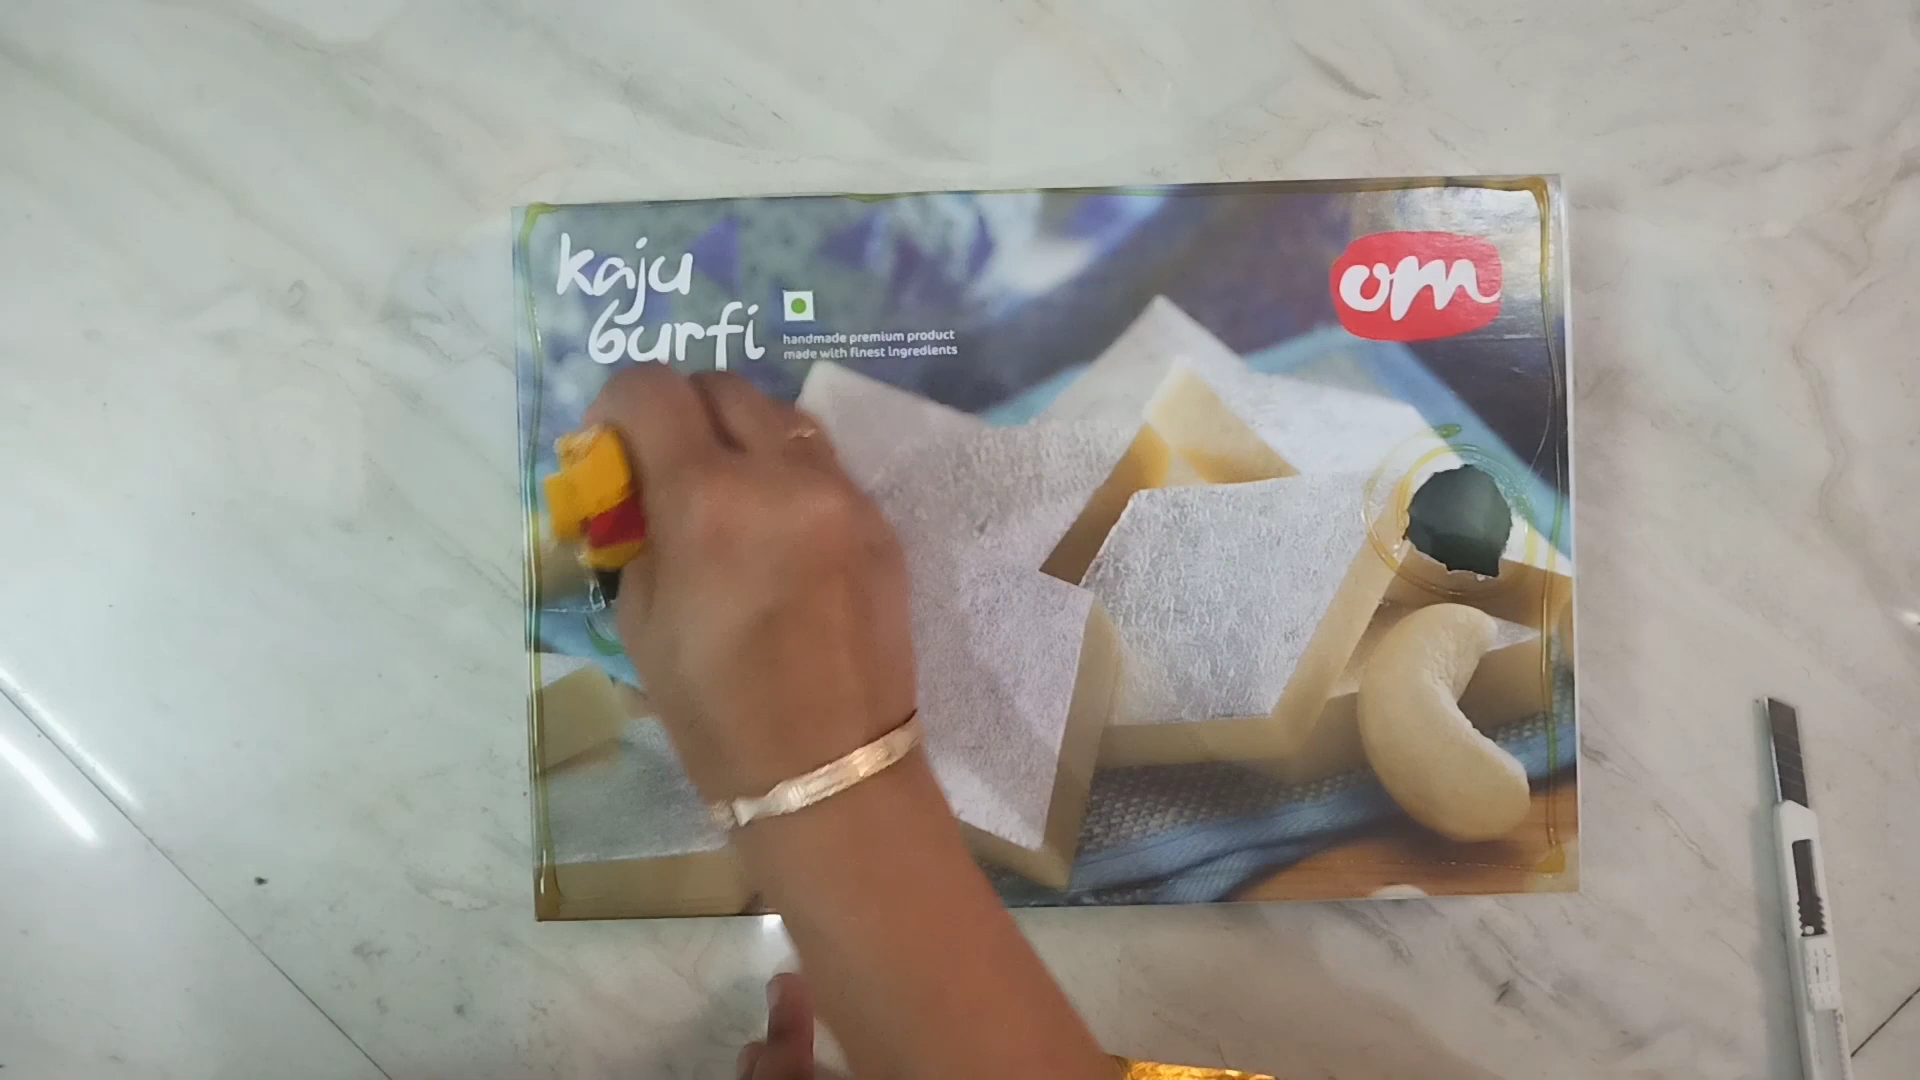 kaju
burfi
handmade premium product
made with finest ingredients
om